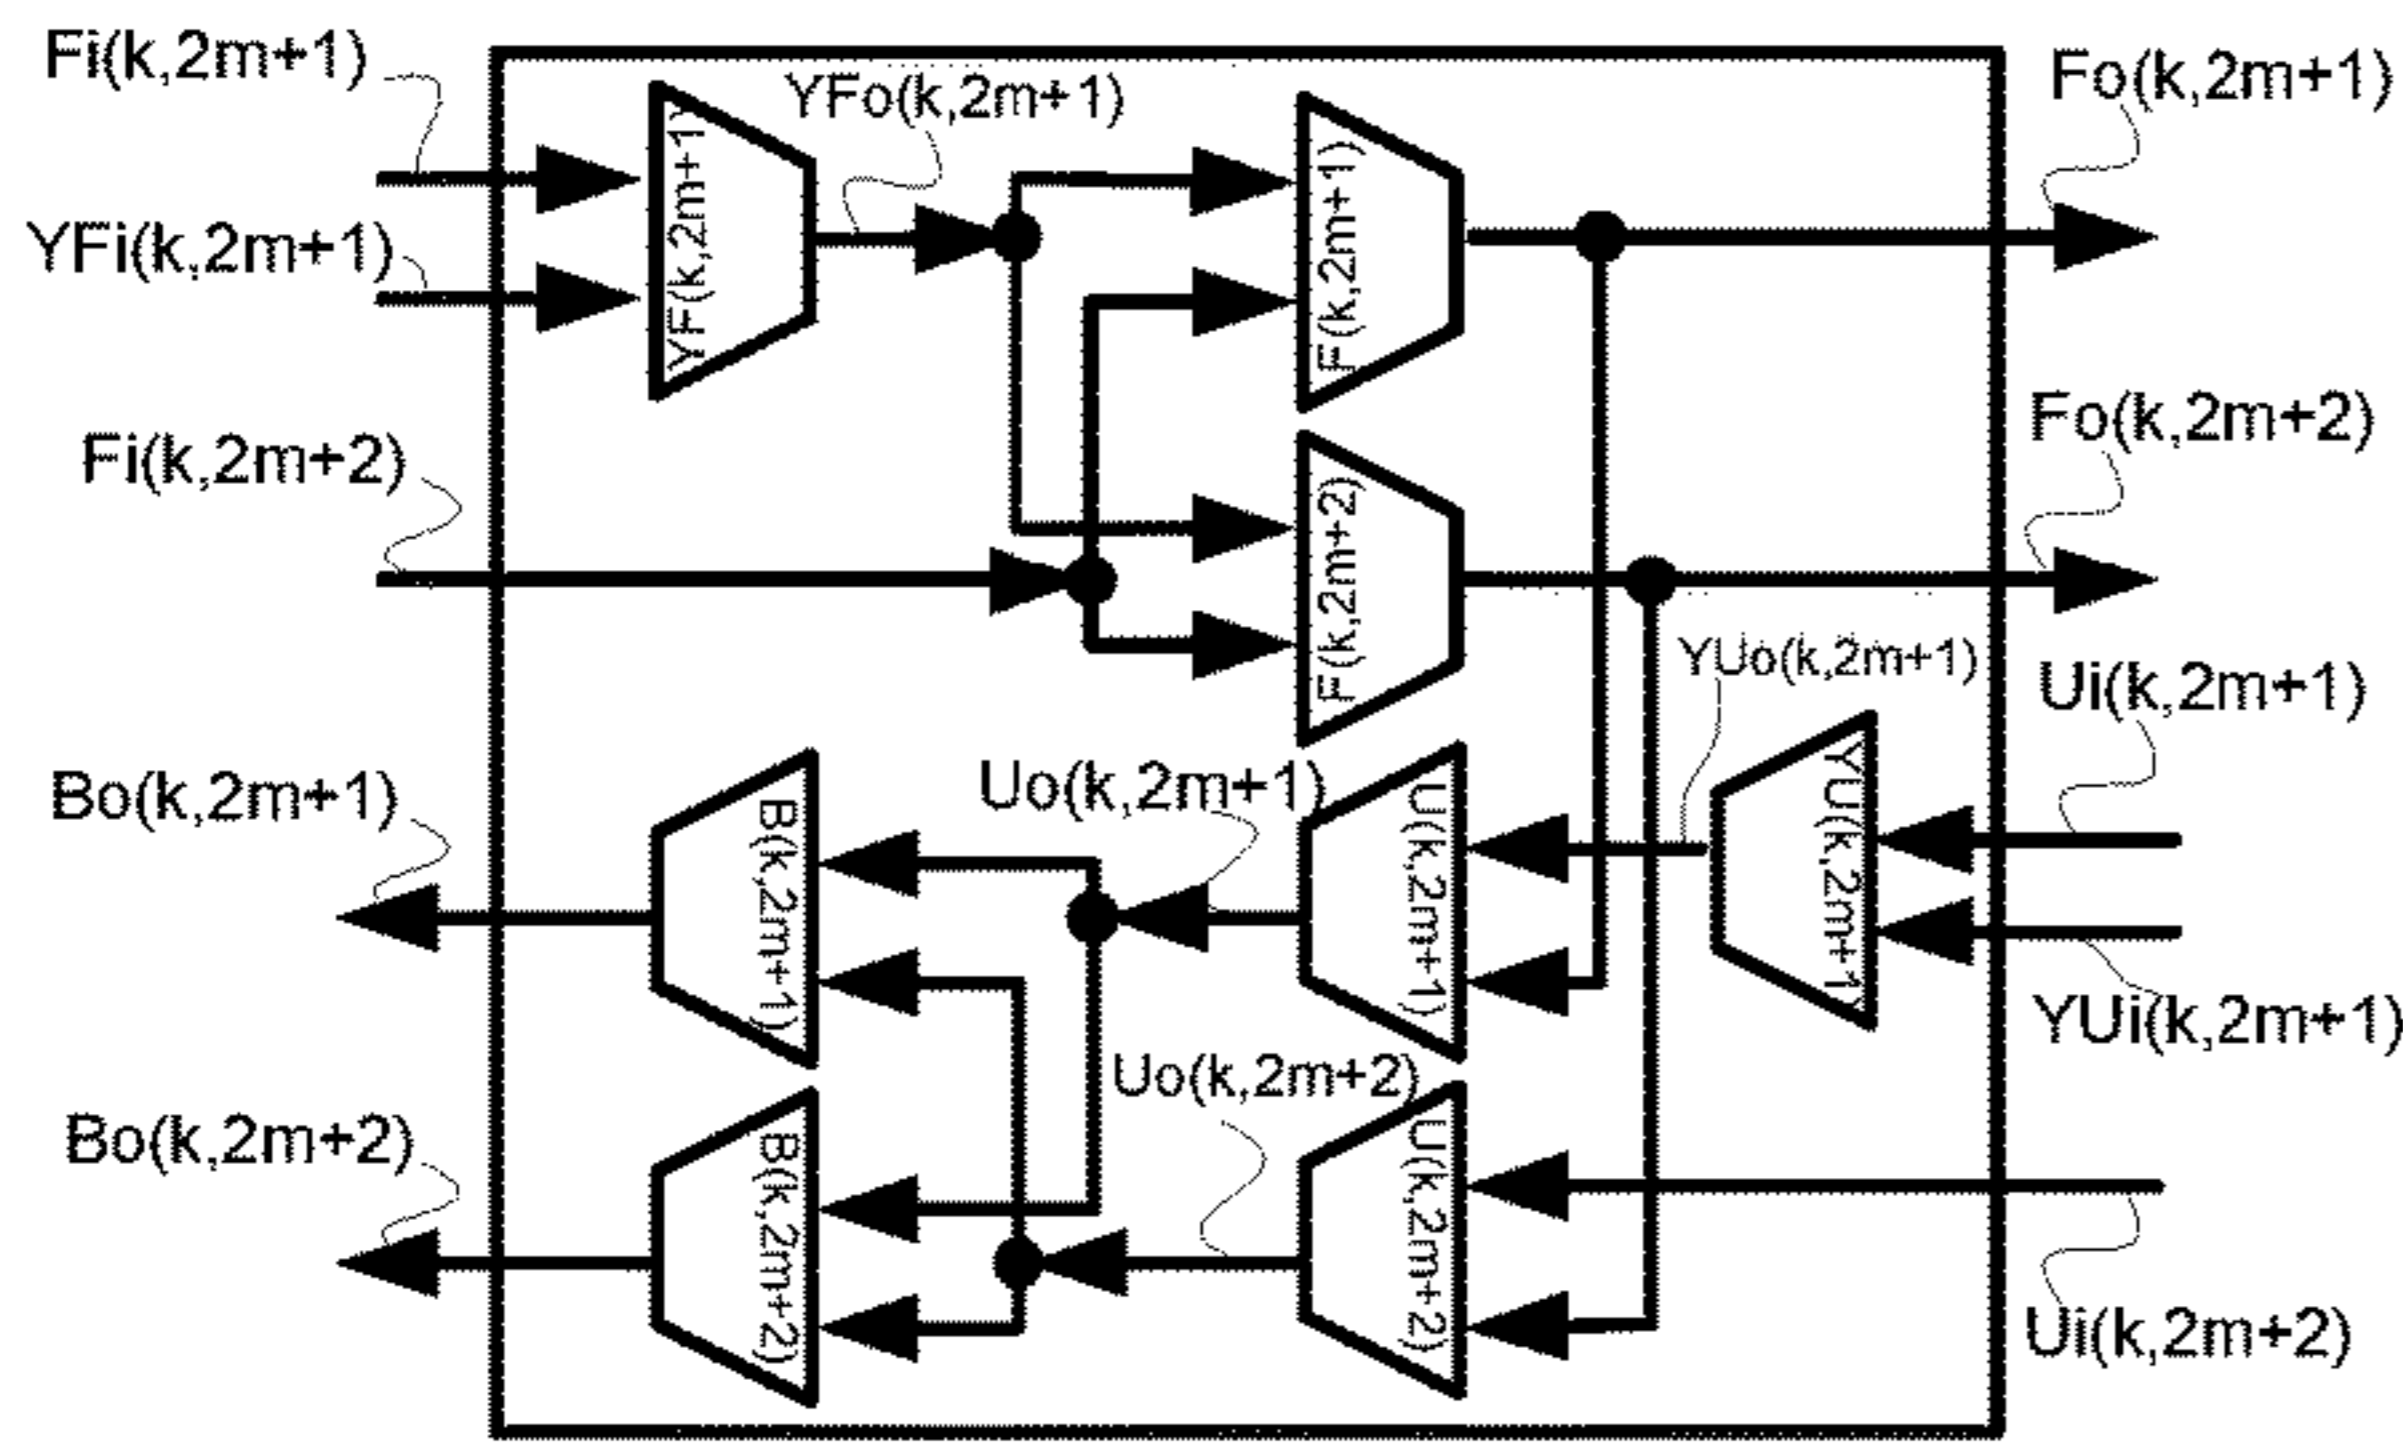 Fi(k,2m+1)
YFo(k,2m+1)
Fo(k,2m+1)
YF(k,2m+1)
F(k,2m+1)
YFi(k,2m+1)
Fi(k,2m+2)
Fo(k,2m+2)
F(k,2m+2)
YUo(k,2m+1)
Ui(k,2m+1)
Bo(k,2m+1)
B(k,2m+1)
Uo(k,2m+1)
U(k,2m+1)
YU(k,2m+1)
YUi(k,2m+1)
Uo(k,2m+2)
Bo(k,2m+2)
B(k,2m+2)
U(k,2m+2)
Ui(k,2m+2)